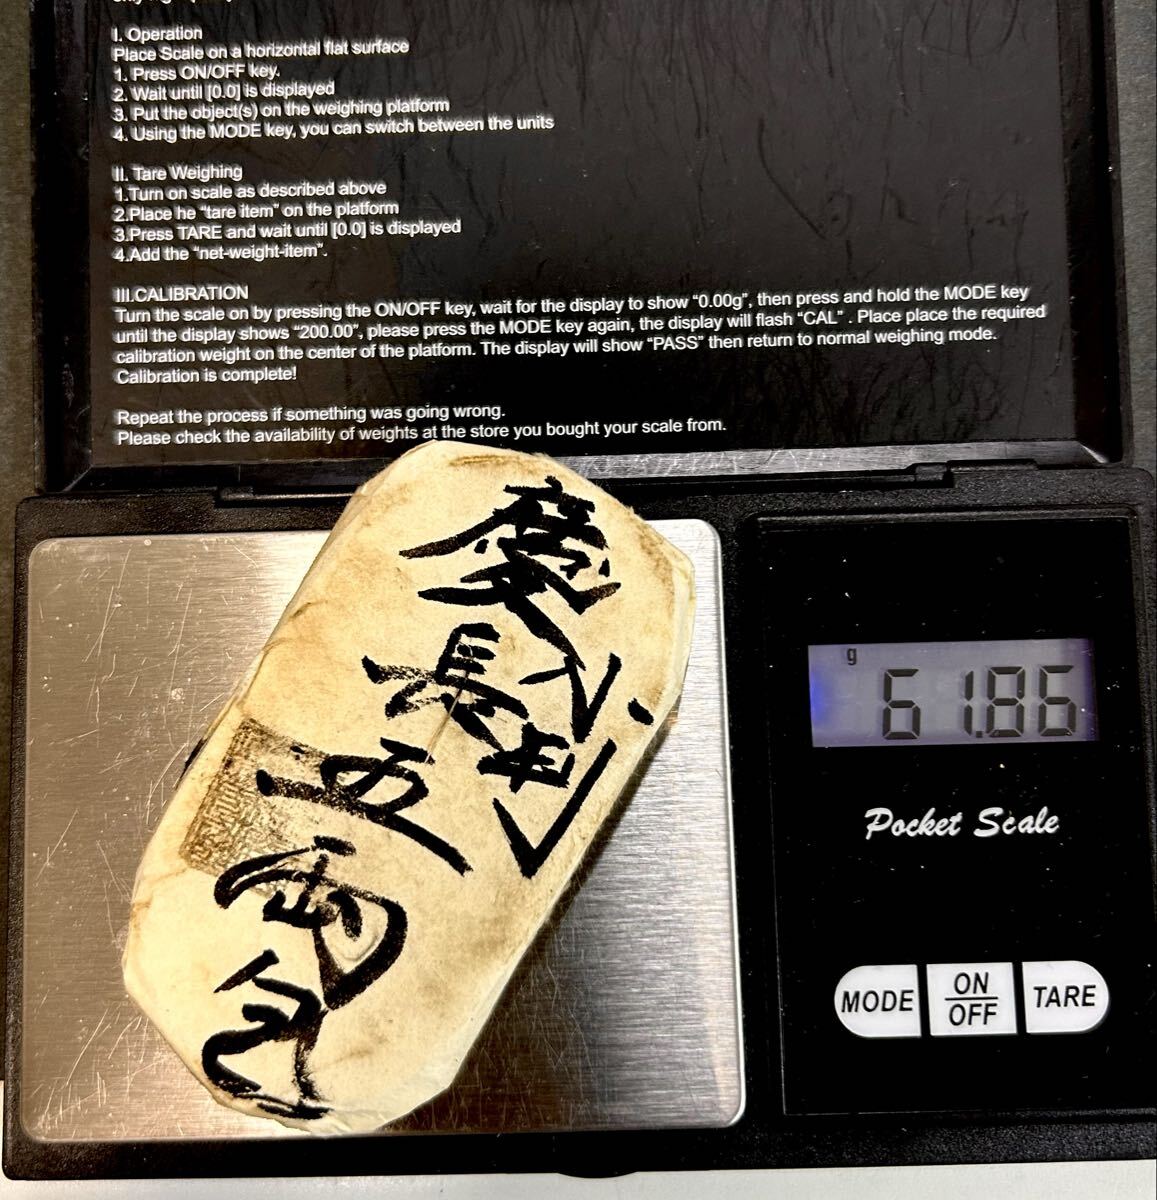 I. Operation
Place Scale on a horizontal flat surface
1. Press ON/OFF key.
2. Wait until [0.0] is displayed
3. Put the object(s) on the weighing platform
4. Using the MODE key, you can switch between the units
II. Tare Weighing
1.Turn on scale as described above
2.Place he “tare item” on the platform
3.Press TARE and wait until [0.0] is displayed
4.Add the “net-weight-item”.
III.CALIBRATION
Turn the scale on by pressing the ON/OFF key, wait for the display to show “0.00g”, then press and hold the MODE key
until the display shows “200.00”, please press the MODE key again, the display will flash “CAL” . Place place the required
calibration weight on the center of the platform. The display will show “PASS” then return to normal weighing mode.
Calibration is complete!
Repeat the process if something was going wrong.
Please check the availability of weights at the store you bought your scale from.
慶長
五両
g
61.86
Pocket Scale
MODE
ON
OFF
TARE